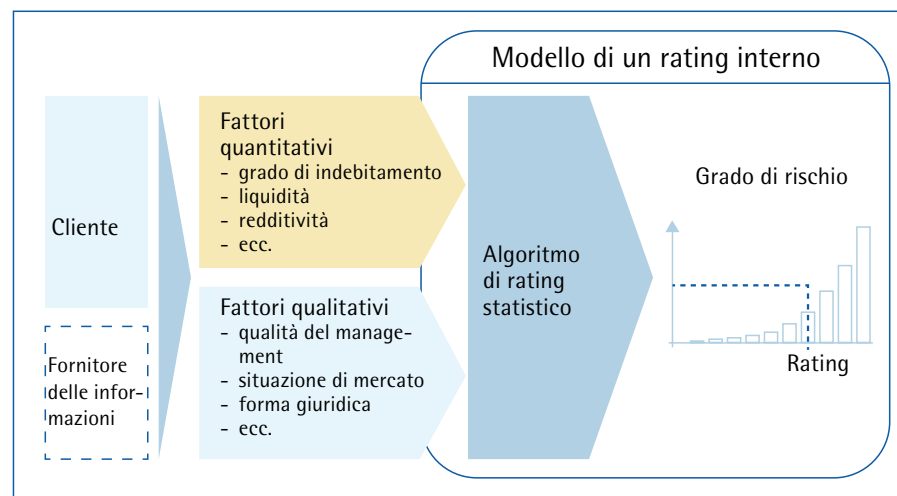 Modello di un rating interno
Cliente
Fornitore
delle infor-
mazioni
Fattori
quantitativi
- grado di indebitamento
- liquidità
- redditività
- ecc.
Fattori qualitativi
- qualità del manage-
ment
- situazione di mercato
- forma giuridica
- ecc.
Algoritmo
di rating
statistico
Grado di rischio
Rating